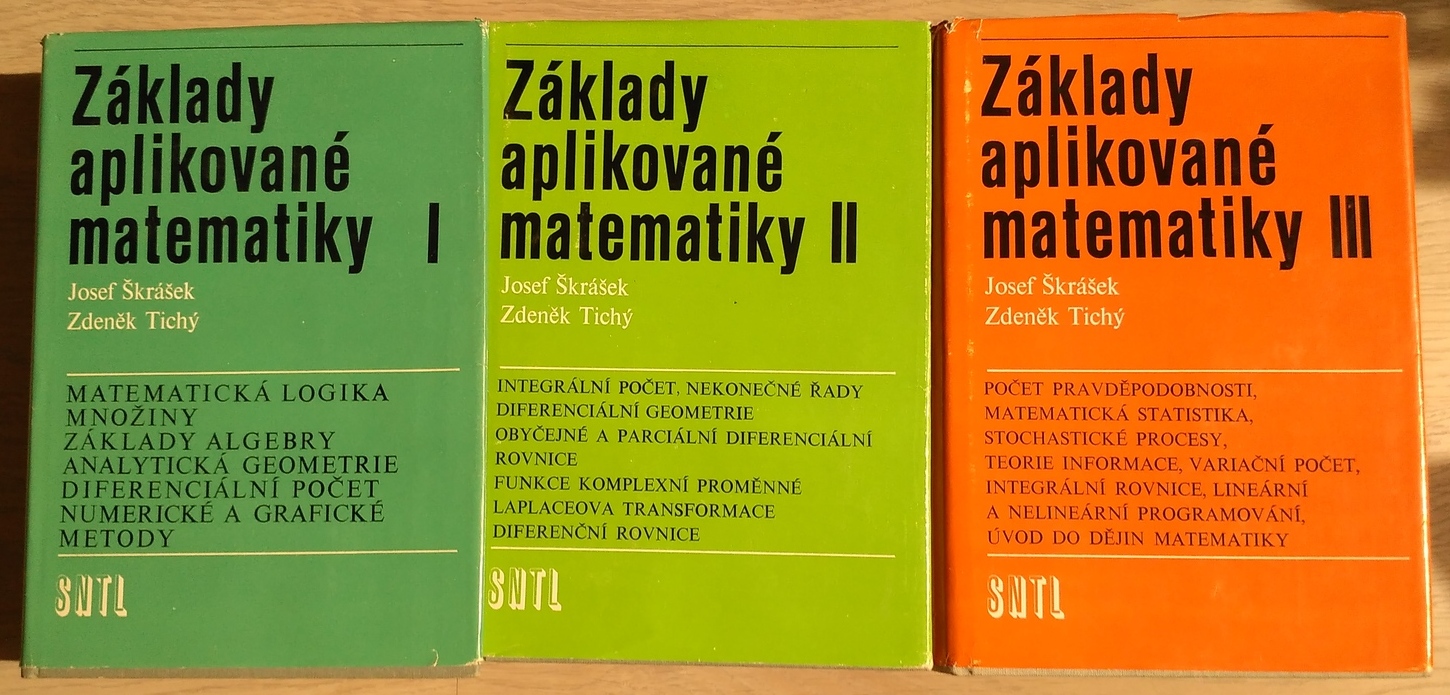 Základy
aplikované
matematiky I
Josef Škrášek
Zdeněk Tichý
MATEMATICKÁ LOGIKA
MNOŽINY
ZÁKLADY ALGEBRY
ANALYTICKÁ GEOMETRIE
DIFERENCIÁLNÍ POČET
NUMERICKÉ A GRAFICKÉ
METODY
SNTL
Základy
aplikované
matematiky II
Josef Škrášek
Zdeněk Tichý
INTEGRÁLNÍ POČET, NEKONEČNÉ ŘADY
DIFERENCIÁLNÍ GEOMETRIE
OBYČEJNÉ A PARCIÁLNÍ DIFERENCIÁLNÍ
ROVNICE
FUNKCE KOMPLEXNÍ PROMĚNNÉ
LAPLACEOVA TRANSFORMACE
DIFERENČNÍ ROVNICE
SNTL
Základy
aplikované
matematiky III
Josef Škrášek
Zdeněk Tichý
POČET PRAVDĚPODOBNOSTI,
MATEMATICKÁ STATISTIKA,
STOCHASTICKÉ PROCESY,
TEORIE INFORMACE, VARIAČNÍ POČET,
INTEGRÁLNÍ ROVNICE, LINEÁRNÍ
A NELINEÁRNÍ PROGRAMOVÁNÍ,
ÚVOD DO DĚJIN MATEMATIKY
SNTL